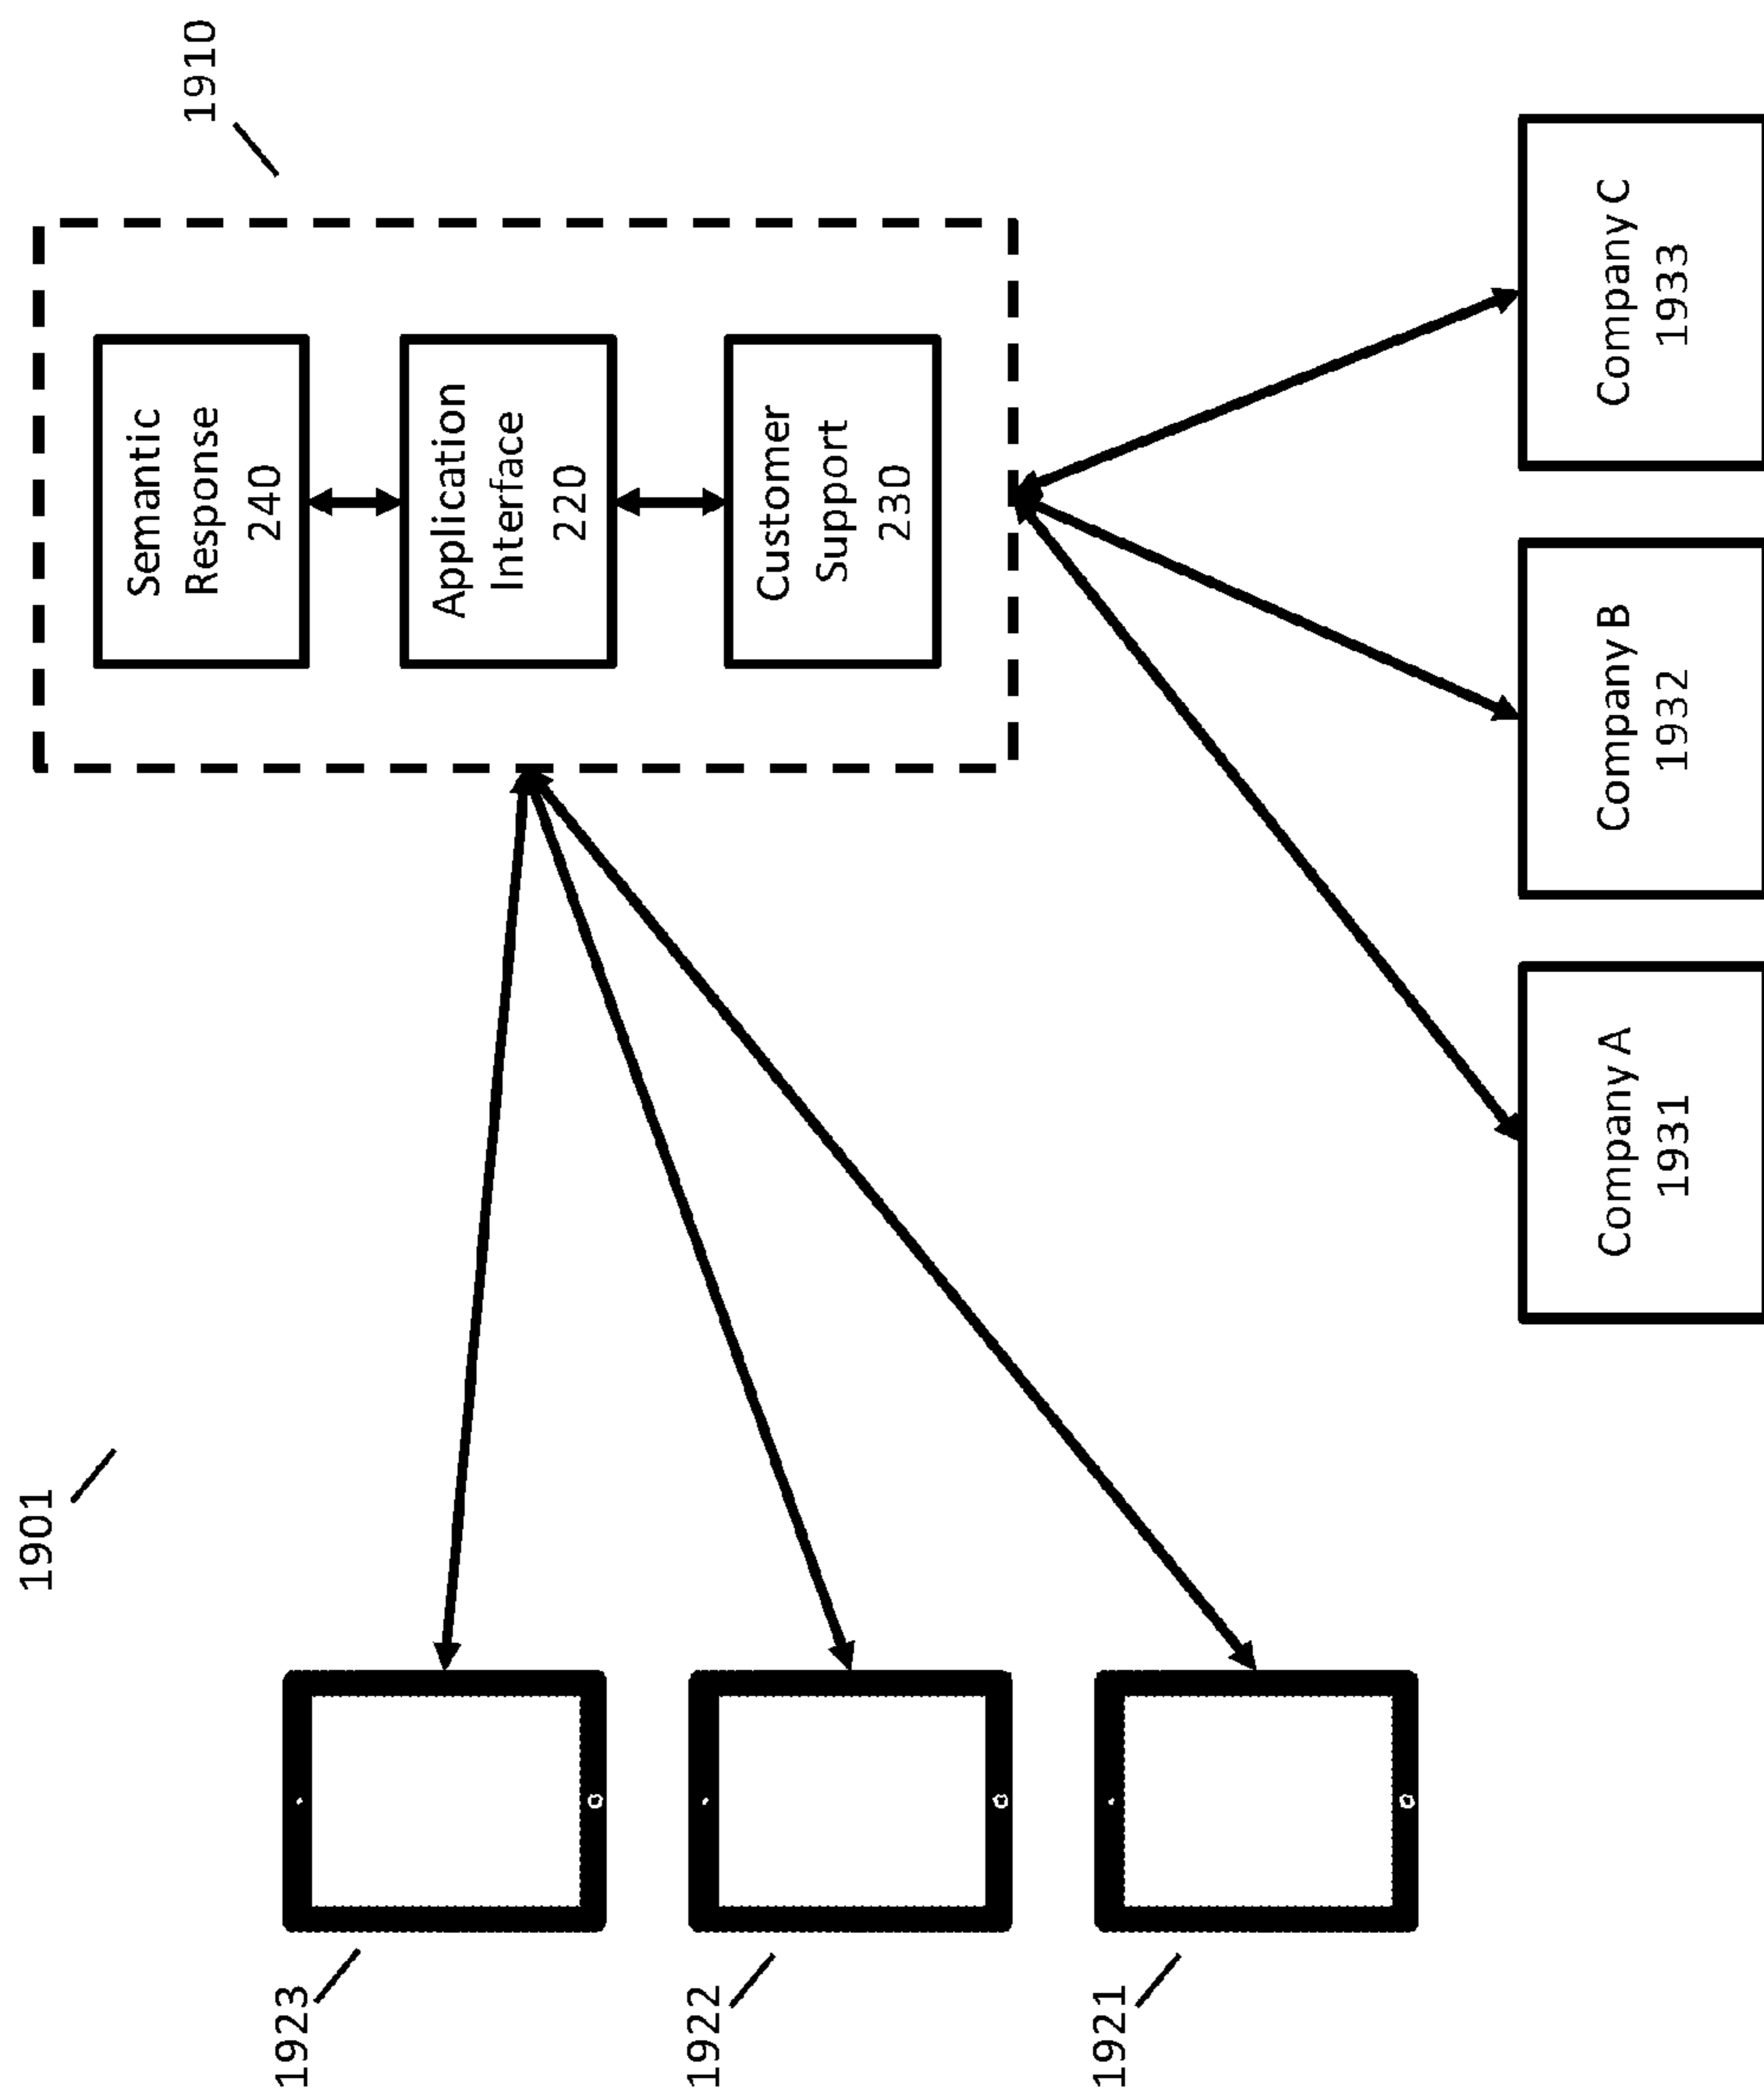 1901
1910
Semantic
Response
240
Application
Interface
220
Customer
Support
230
1923
1922
1921
Company A
1931
Company B
1932
Company C
1933